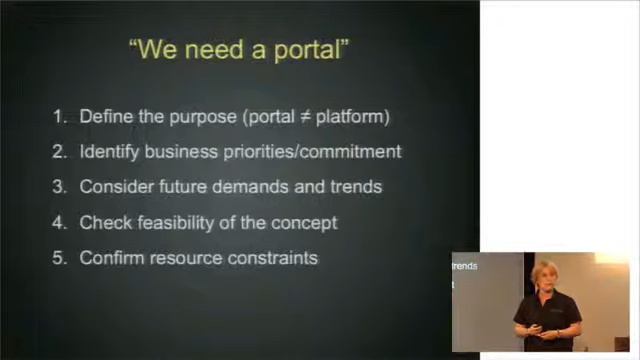 “We need a portal”
1. Define the purpose (portal ≠ platform)
2. Identify business priorities/commitment
3. Consider future demands and trends
4. Check feasibility of the concept
5. Confirm resource constraints
trends